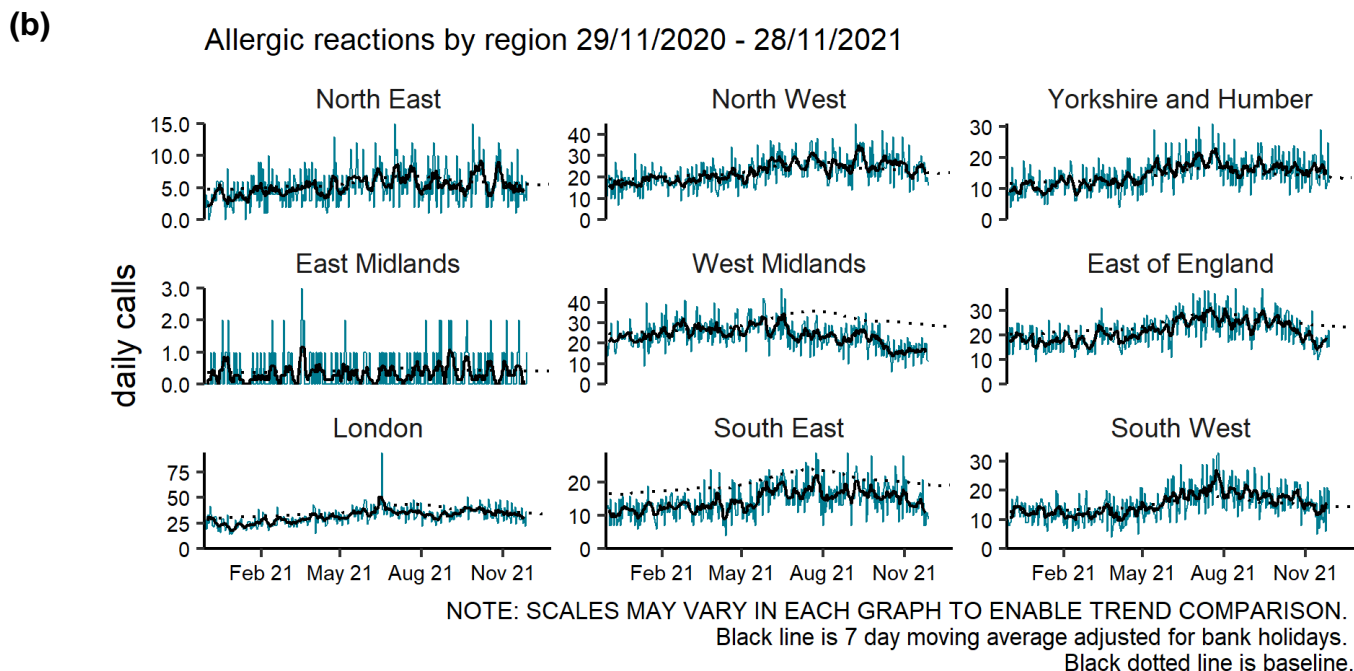 (b)
Allergic reactions by region 29/11/2020 - 28/11/2021
North East
North West
Yorkshire and Humber
15.0
10.0
5.0
0.0
40
30
20
10
0
30
20
10
0
East Midlands
West Midlands
East of England
daily calls
3.0
2.0
1.0
0.0
40
30
20
10
0
30
20
10
0
London
South East
South West
75
50
25
0
20
10
0
30
20
10
0
Feb 21 May 21 Aug 21 Nov 21
Feb 21 May 21 Aug 21 Nov 21
Feb 21 May 21 Aug 21 Nov 21
NOTE: SCALES MAY VARY IN EACH GRAPH TO ENABLE TREND COMPARISON.
Black line is 7 day moving average adjusted for bank holidays.
Black dotted line is baseline.